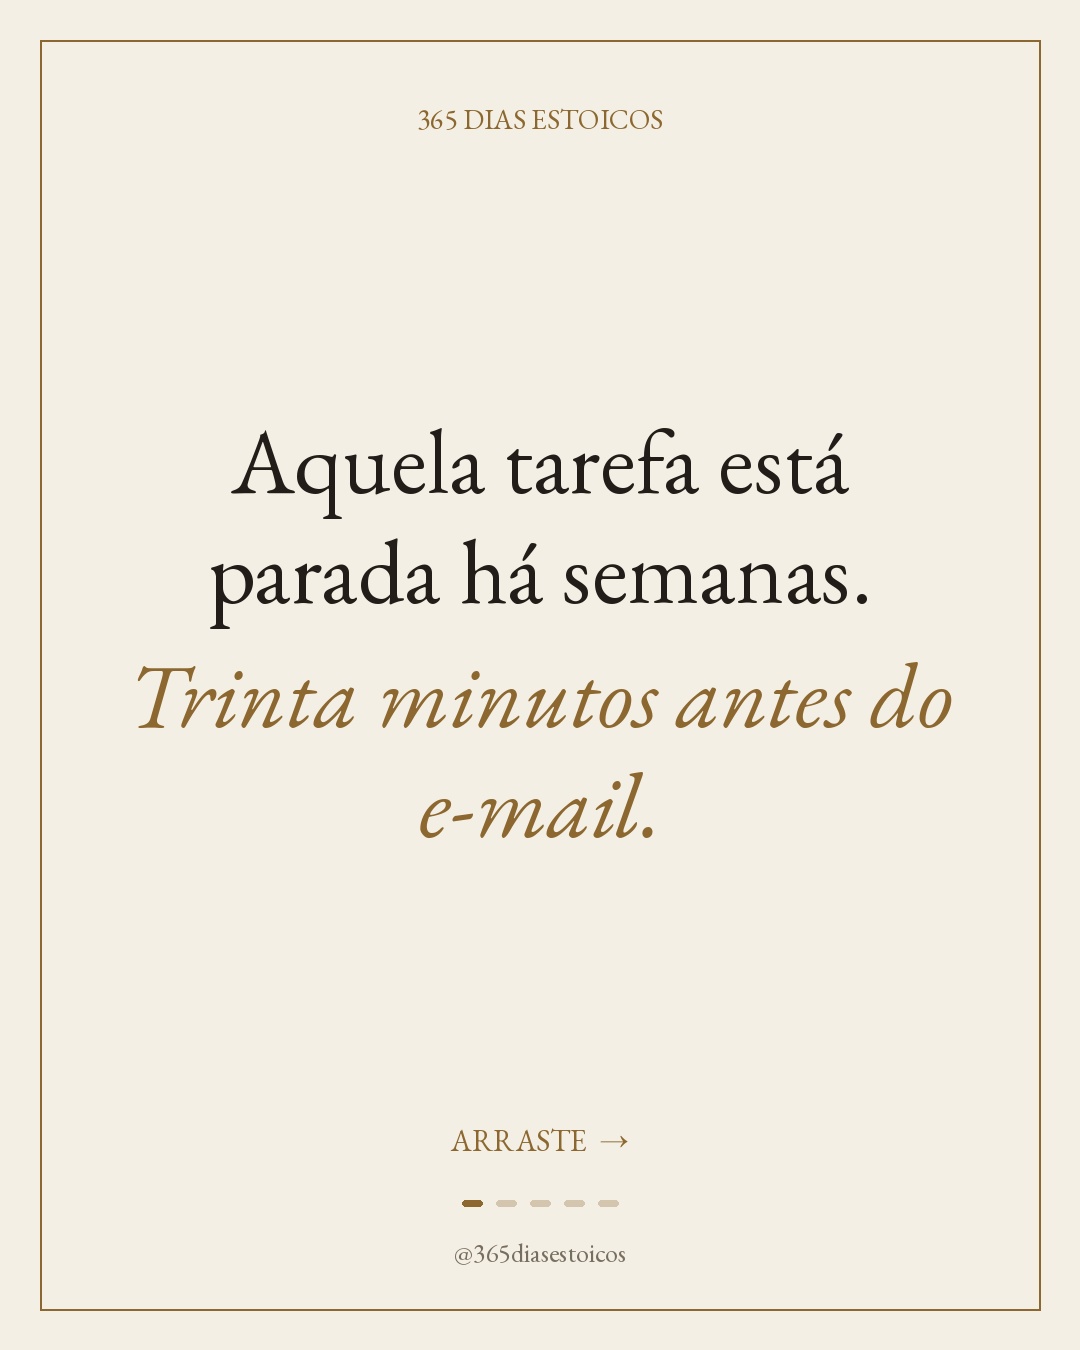 365 DIAS ESTOICOS
Aquela tarefa está
parada há semanas.
Trinta minutos antes do
e-mail.
ARRASTE →
@365diasestoicos